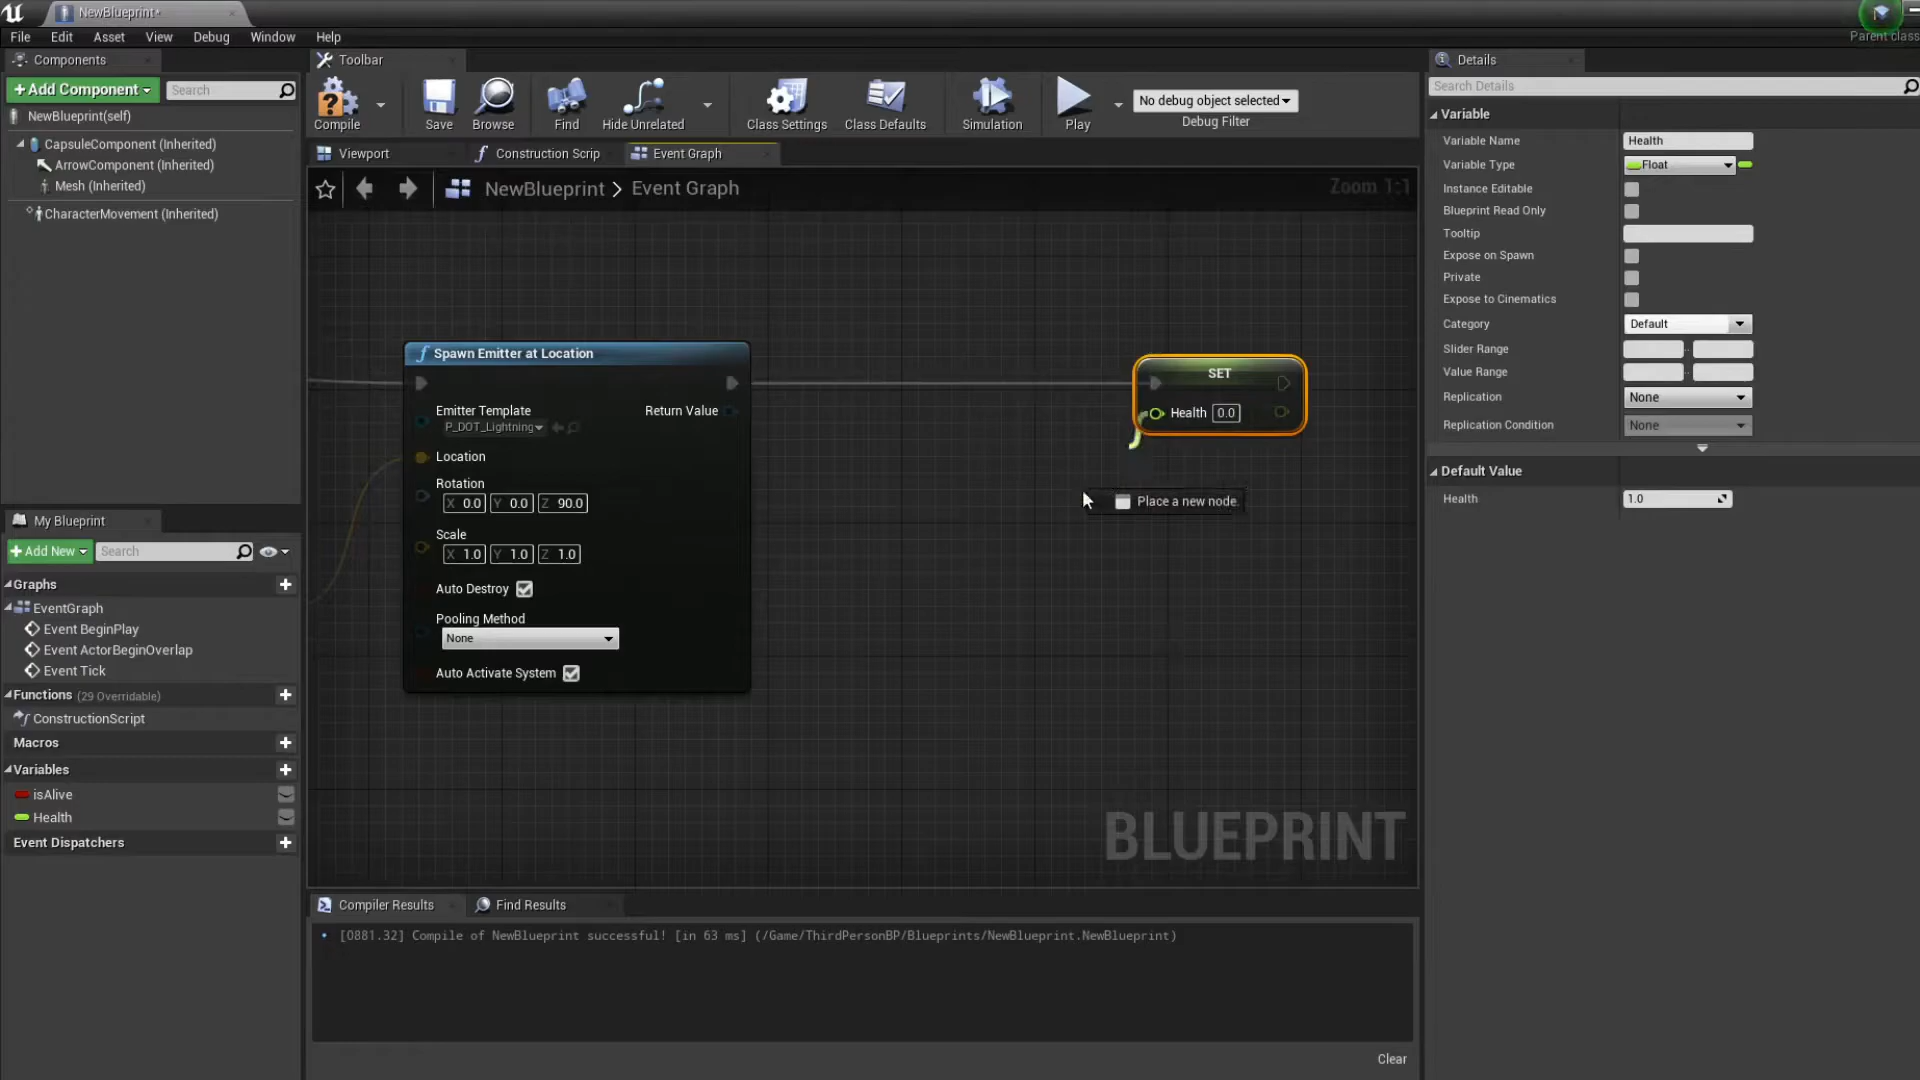 NewBlueprint*
File Edit Asset View Debug Window Help
Parent class
Components
+Add Component
Search
NewBlueprint(self)
CapsuleComponent (Inherited)
ArrowComponent (Inherited)
Mesh (Inherited)
CharacterMovement (Inherited)
My Blueprint
+Add New
Search
Graphs
EventGraph
Event BeginPlay
Event ActorBeginOverlap
Event Tick
Functions (29 Overridable)
ConstructionScript
Macros
Variables
isAlive
Health
Event Dispatchers
Toolbar
Compile
Save
Browse
Find
Hide Unrelated
Class Settings
Class Defaults
Simulation
Play
No debug object selected
Debug Filter
Viewport
Construction Scrip
Event Graph
NewBlueprint > Event Graph
Zoom 1:1
Spawn Emitter at Location
Emitter Template
P_DOT_Lightning
Return Value
Location
Rotation
X 0.0 Y 0.0 Z 90.0
Scale
X 1.0 Y 1.0 Z 1.0
Auto Destroy
Pooling Method
None
Auto Activate System
SET
Health 0.0
Place a new node.
BLUEPRINT
Compiler Results
Find Results
[0881.32] Compile of NewBlueprint successful! [in 63 ms] (/Game/ThirdPersonBP/Blueprints/NewBlueprint.NewBlueprint)
Clear
Details
Search Details
Variable
Variable Name Health
Variable Type Float
Instance Editable
Blueprint Read Only
Tooltip
Expose on Spawn
Private
Expose to Cinematics
Category Default
Slider Range
Value Range
Replication None
Replication Condition None
Default Value
Health 1.0